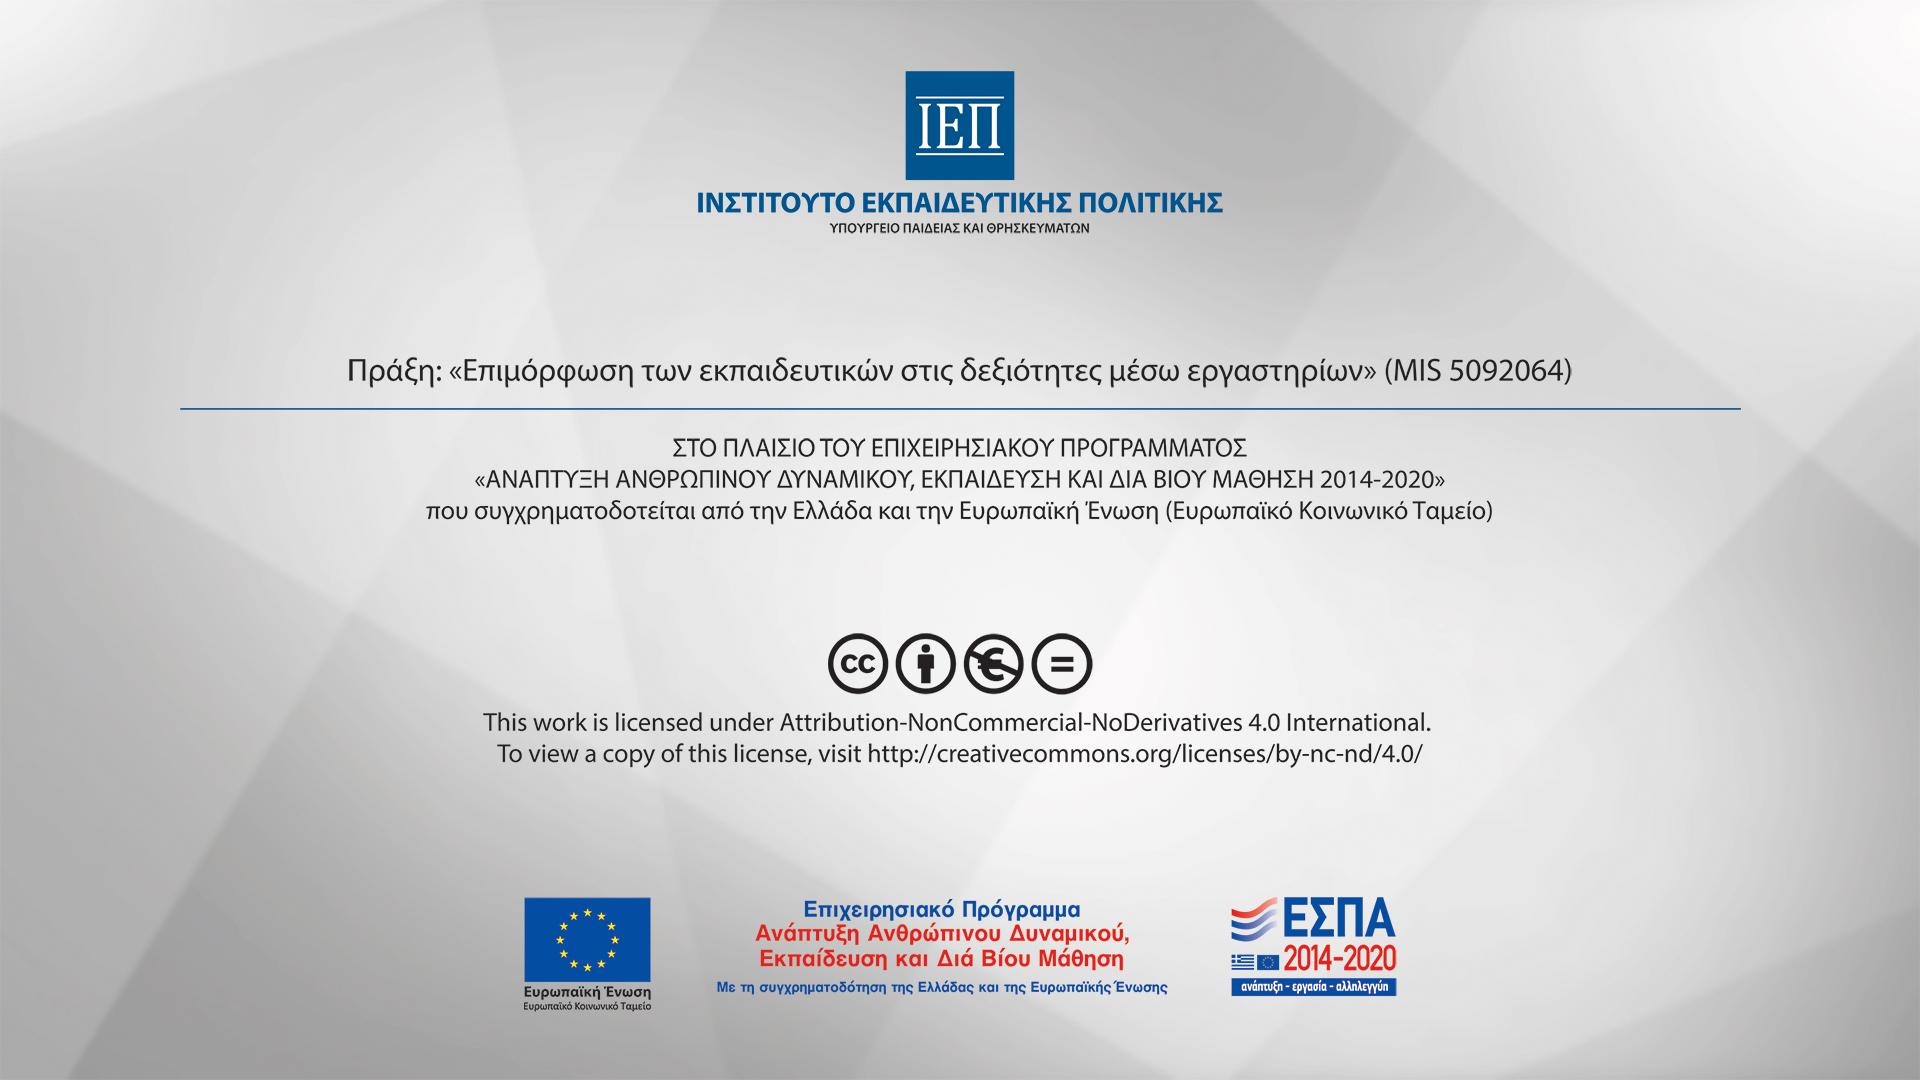 ΙΕΠ
ΙΝΣΤΙΤΟΥΤΟ ΕΚΠΑΙΔΕΥΤΙΚΗΣ ΠΟΛΙΤΙΚΗΣ
ΥΠΟΥΡΓΕΙΟ ΠΑΙΔΕΙΑΣ ΚΑΙ ΘΡΗΣΚΕΥΜΑΤΩΝ
Πράξη: «Επιμόρφωση των εκπαιδευτικών στις δεξιότητες μέσω εργαστηρίων» (MIS 5092064)
ΣΤΟ ΠΛΑΙΣΙΟ ΤΟΥ ΕΠΙΧΕΙΡΗΣΙΑΚΟΥ ΠΡΟΓΡΑΜΜΑΤΟΣ
«ΑΝΑΠΤΥΞΗ ΑΝΘΡΩΠΙΝΟΥ ΔΥΝΑΜΙΚΟΥ, ΕΚΠΑΙΔΕΥΣΗ ΚΑΙ ΔΙΑ ΒΙΟΥ ΜΑΘΗΣΗ 2014-2020»
που συγχρηματοδοτείται από την Ελλάδα και την Ευρωπαϊκή Ένωση (Ευρωπαϊκό Κοινωνικό Ταμείο)
cc € =
This work is licensed under Attribution-NonCommercial-NoDerivatives 4.0 International.
To view a copy of this license, visit http://creativecommons.org/licenses/by-nc-nd/4.0/
Ευρωπαϊκή Ένωση
Ευρωπαϊκό Κοινωνικό Ταμείο
Επιχειρησιακό Πρόγραμμα
Ανάπτυξη Ανθρώπινου Δυναμικού,
Εκπαίδευση και Διά Βίου Μάθηση
Με τη συγχρηματοδότηση της Ελλάδας και της Ευρωπαϊκής Ένωσης
ΕΣΠΑ
2014-2020
ανάπτυξη - εργασία - αλληλεγγύη